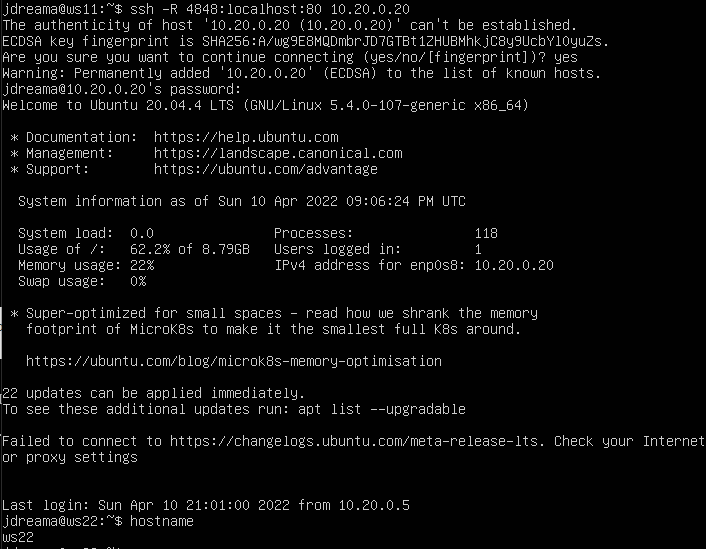 jdreama@ws11:~$ ssh -R 4848:localhost:80 10.20.0.20
The authenticity of host '10.20.0.20 (10.20.0.20)' can't be established.
ECDSA key fingerprint is SHA256:A/wg9E8MQDmbrJD7GTBt1ZHUBMhkjC8y9UcbYl0yuZs.
Are you sure you want to continue connecting (yes/no/[fingerprint])? yes
Warning: Permanently added '10.20.0.20' (ECDSA) to the list of known hosts.
jdreama@10.20.0.20's password:
Welcome to Ubuntu 20.04.4 LTS (GNU/Linux 5.4.0-107-generic x86_64)
* Documentation:  https://help.ubuntu.com
* Management:     https://landscape.canonical.com
* Support:        https://ubuntu.com/advantage
System information as of Sun 10 Apr 2022 09:06:24 PM UTC
System load:  0.0               Processes:               118
Usage of /:   62.2% of 8.79GB   Users logged in:         1
Memory usage: 22%               IPv4 address for enp0s8: 10.20.0.20
Swap usage:   0%
* Super-optimized for small spaces - read how we shrank the memory
footprint of MicroK8s to make it the smallest full K8s around.
https://ubuntu.com/blog/microk8s-memory-optimisation
22 updates can be applied immediately.
To see these additional updates run: apt list --upgradable
Failed to connect to https://changelogs.ubuntu.com/meta-release-lts. Check your Internet
or proxy settings
Last login: Sun Apr 10 21:01:00 2022 from 10.20.0.5
jdreama@ws22:~$ hostname
ws22